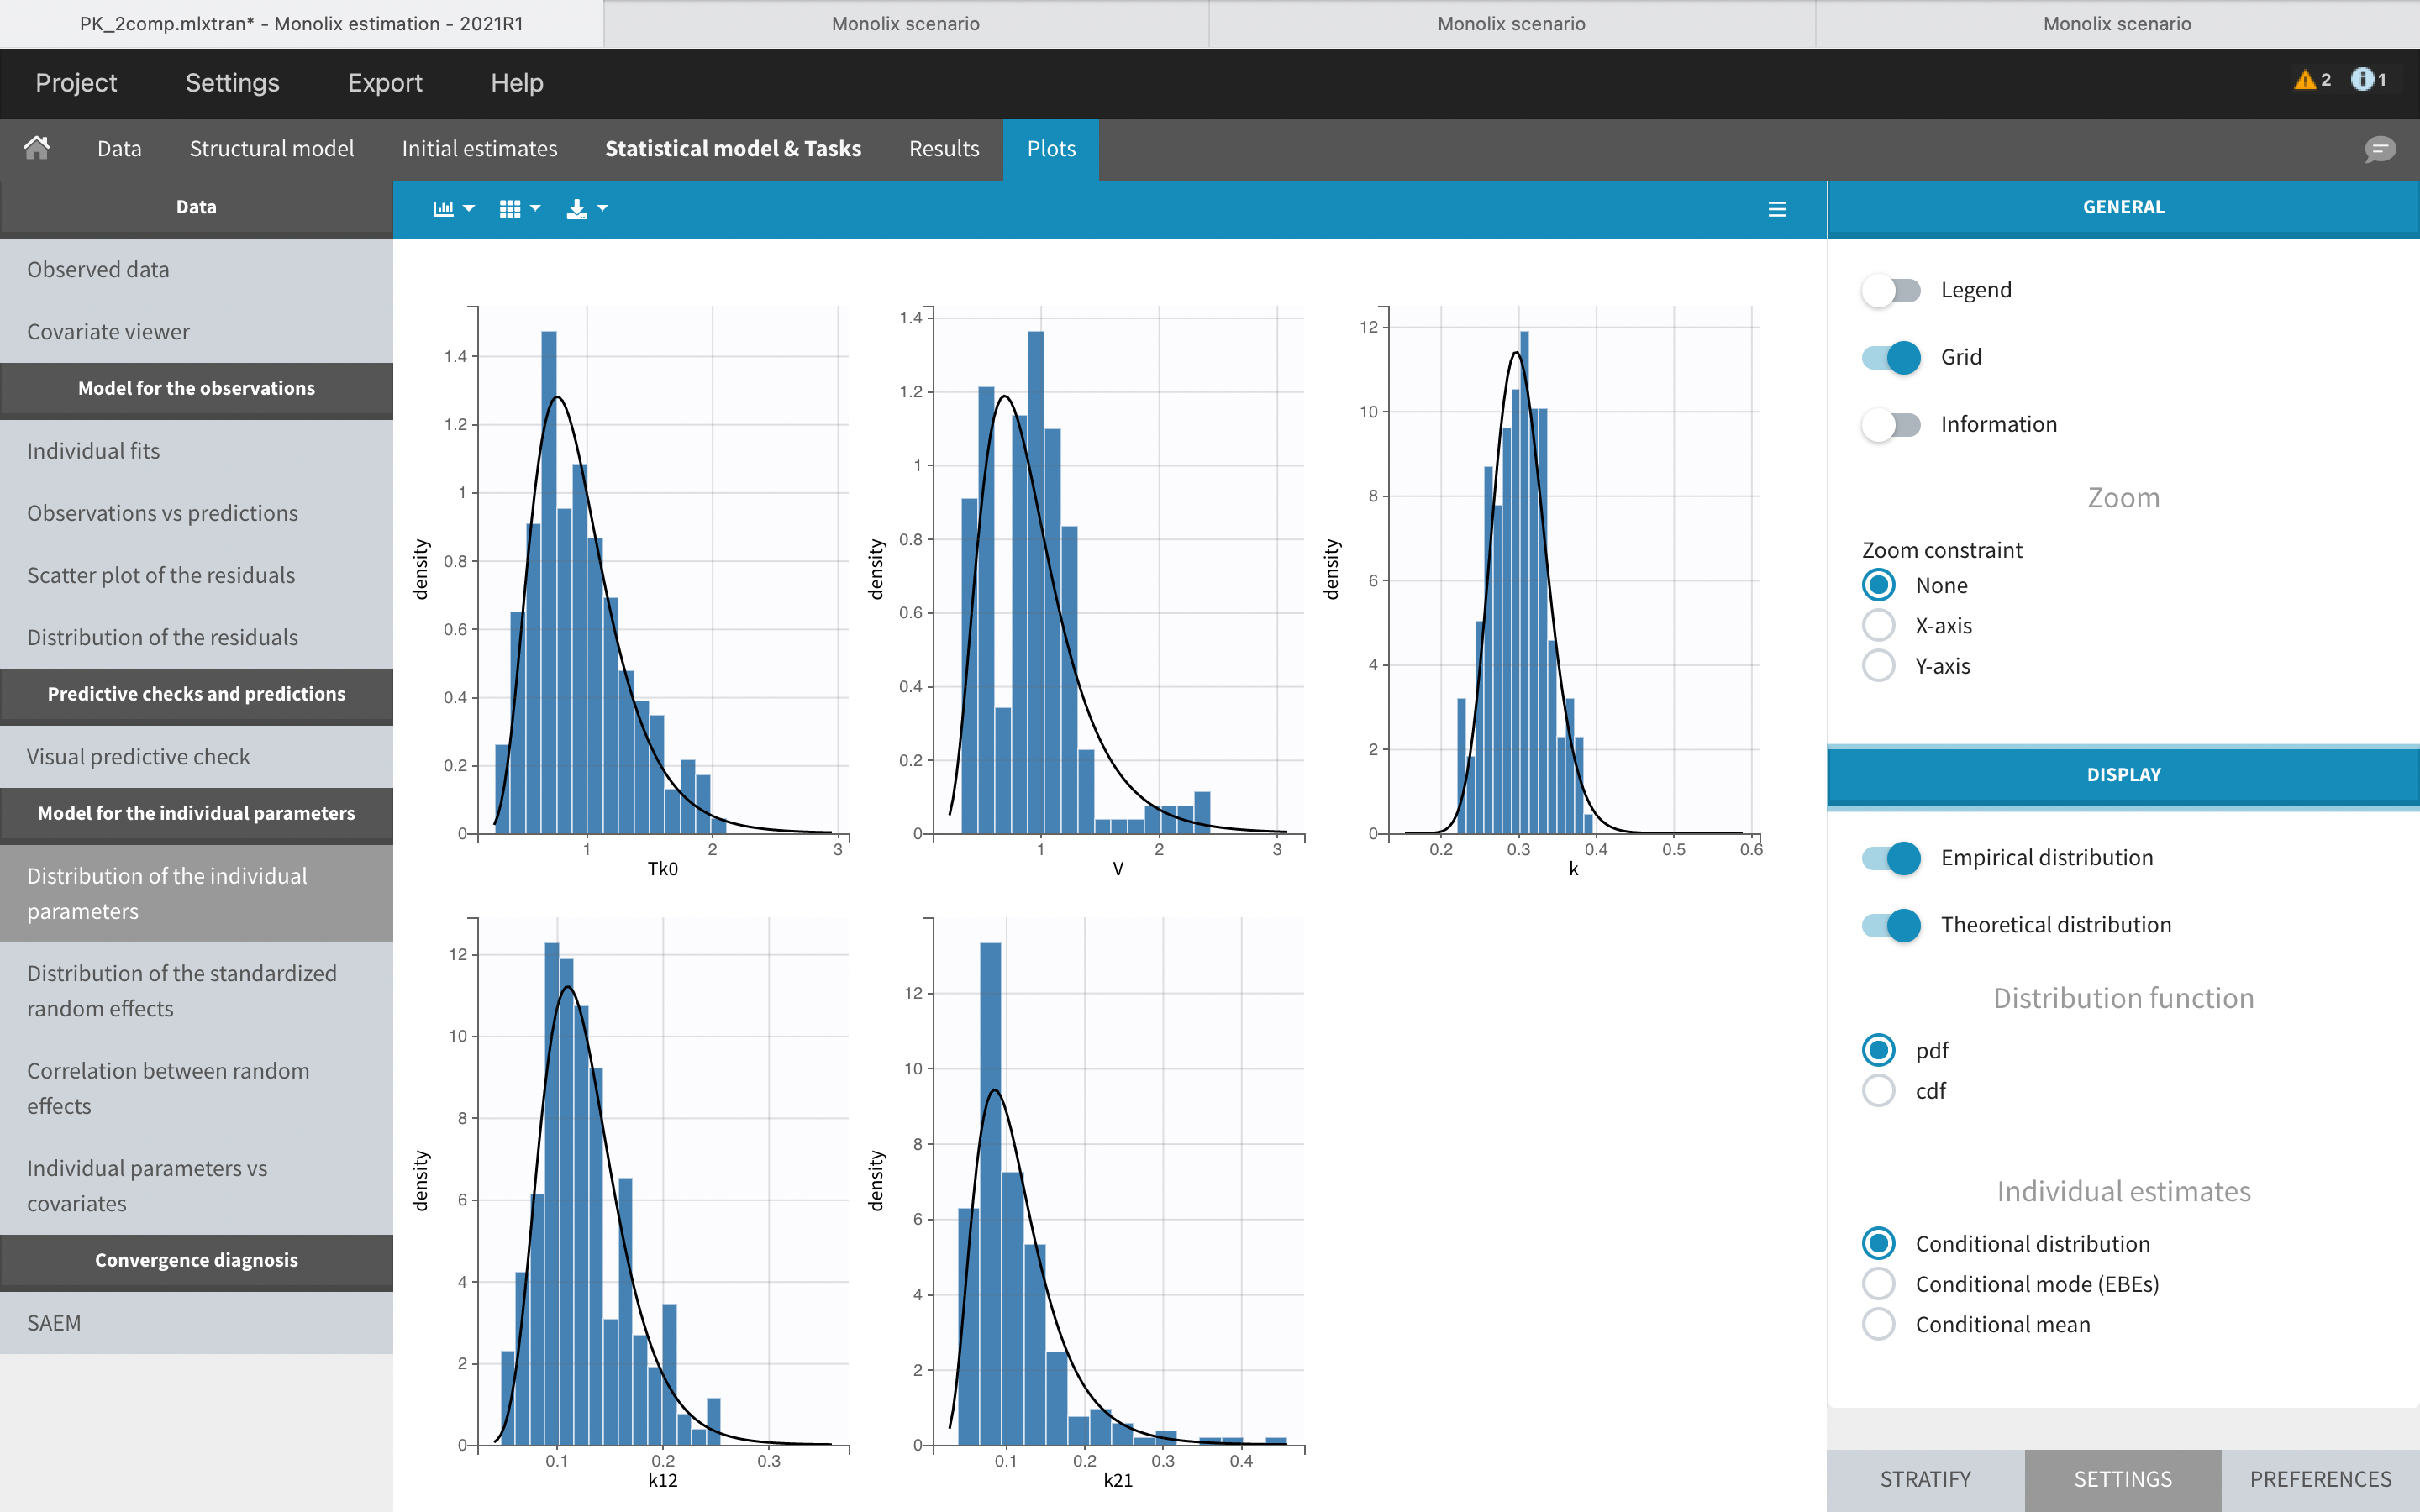 PK_2comp.mlxtran* - Monolix estimation - 2021R1
Monolix scenario
Monolix scenario
Monolix scenario
Project
Settings
Export
Help
2
1
Data
Structural model
Initial estimates
Statistical model & Tasks
Results
Plots
Data
Observed data
Covariate viewer
Model for the observations
Individual fits
Observations vs predictions
Scatter plot of the residuals
Distribution of the residuals
Predictive checks and predictions
Visual predictive check
Model for the individual parameters
Distribution of the individual
parameters
Distribution of the standardized
random effects
Correlation between random
effects
Individual parameters vs
covariates
Convergence diagnosis
SAEM
density
1.4
1.2
1
0.8
0.6
0.4
0.2
0
1
2
3
Tk0
density
1.4
1.2
1
0.8
0.6
0.4
0.2
0
1
2
3
V
density
12
10
8
6
4
2
0
0.2
0.3
0.4
0.5
0.6
k
density
12
10
8
6
4
2
0
0.1
0.2
0.3
k12
density
12
10
8
6
4
2
0
0.1
0.2
0.3
0.4
k21
GENERAL
Legend
Grid
Information
Zoom
Zoom constraint
None
X-axis
Y-axis
DISPLAY
Empirical distribution
Theoretical distribution
Distribution function
pdf
cdf
Individual estimates
Conditional distribution
Conditional mode (EBEs)
Conditional mean
STRATIFY
SETTINGS
PREFERENCES